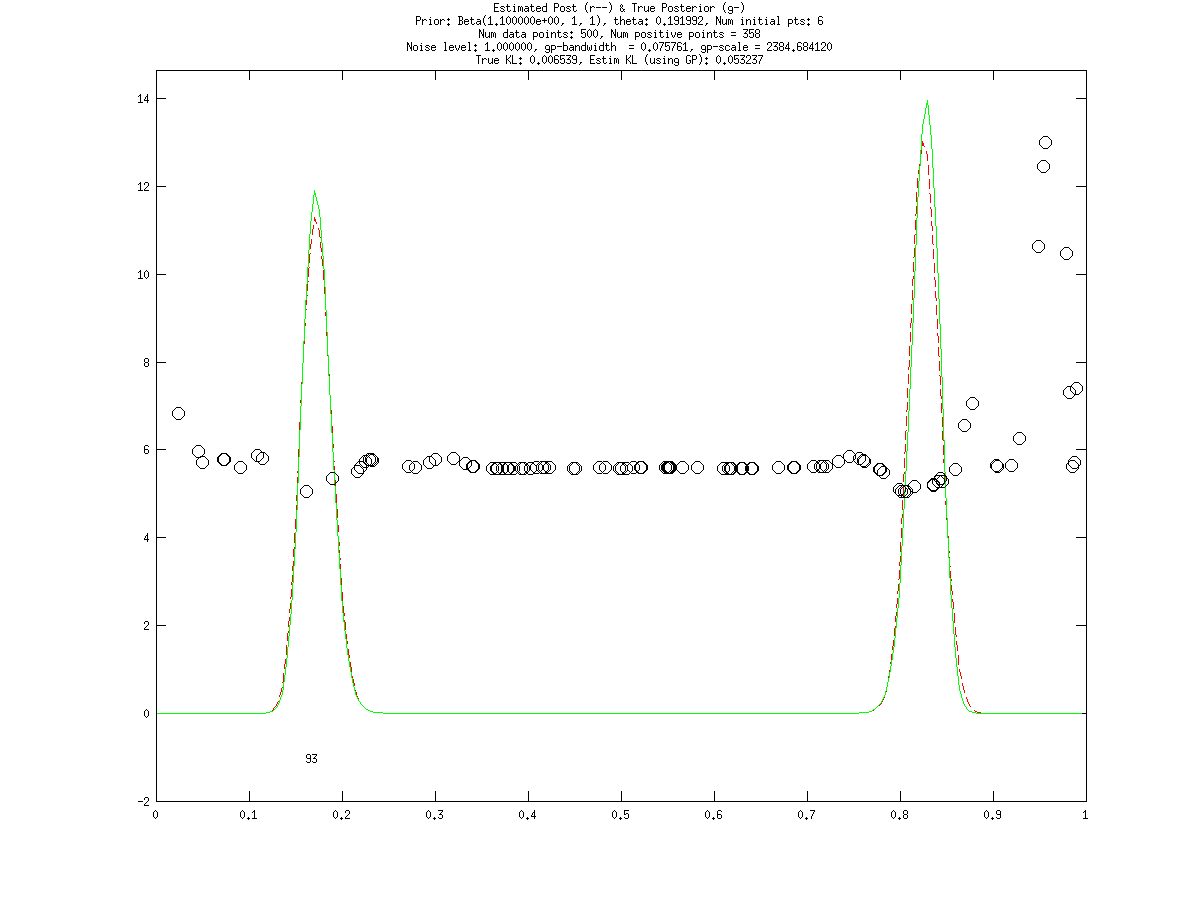 Estimated Post (r--) & True Posterior (g-)
Prior: Beta(1.100000e+00, 1, 1), theta: 0.191992, Num initial pts: 6
Num data points: 500, Num positive points = 358
Noise level: 1.000000, gp-bandwidth  = 0.075761, gp-scale = 2384.684120
True KL: 0.006539, Estim KL (using GP): 0.053237
14
12
10
8
6
4
2
0
93
-2
0 0.1 0.2 0.3 0.4 0.5 0.6 0.7 0.8 0.9 1